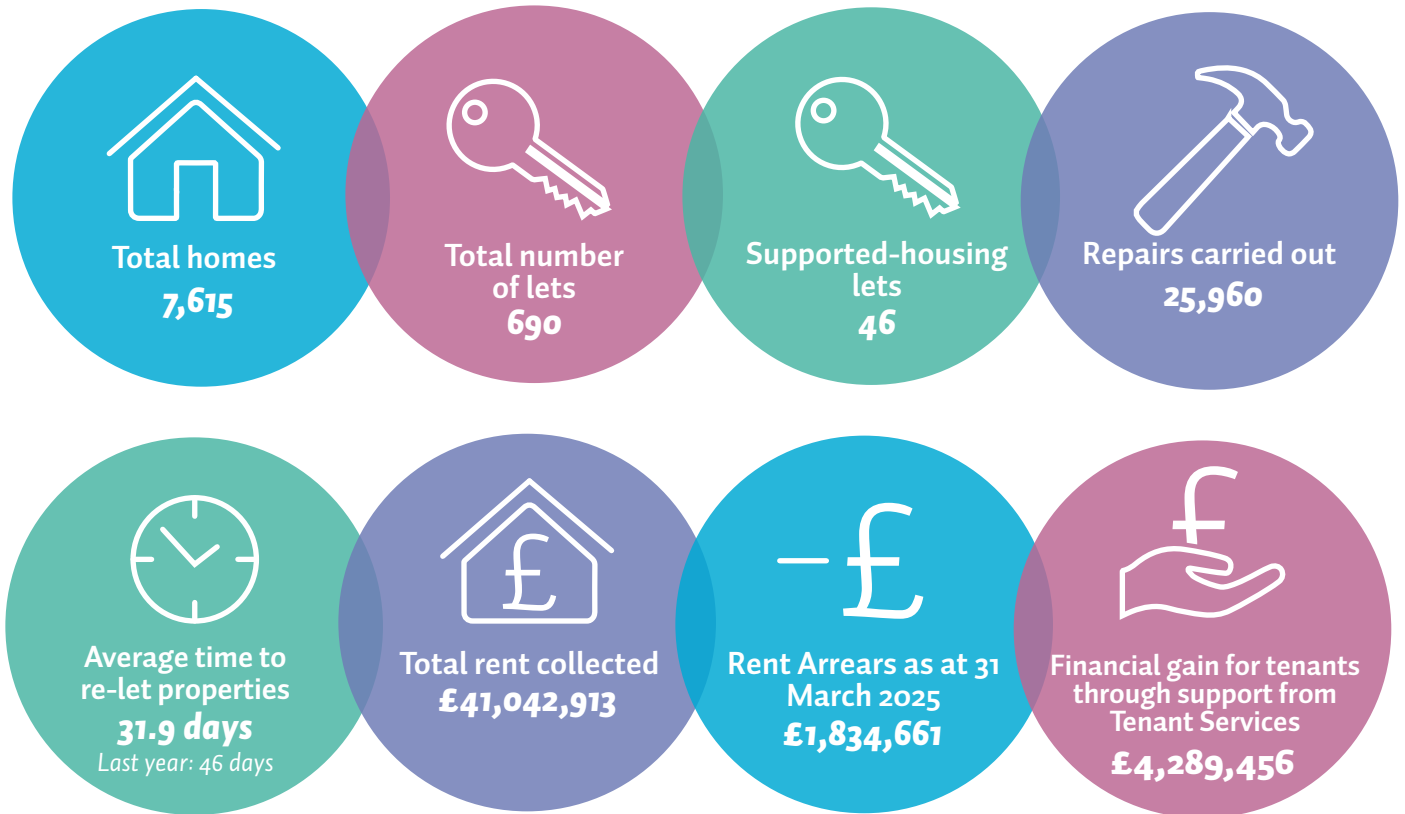 Total homes
7,615
Total number
of lets
690
Supported-housing
lets
46
Repairs carried out
25,960
Average time to
re-let properties
31.9 days
Last year: 46 days
Total rent collected
£41,042,913
Rent Arrears as at 31
March 2025
£1,834,661
Financial gain for tenants
through support from
Tenant Services
£4,289,456